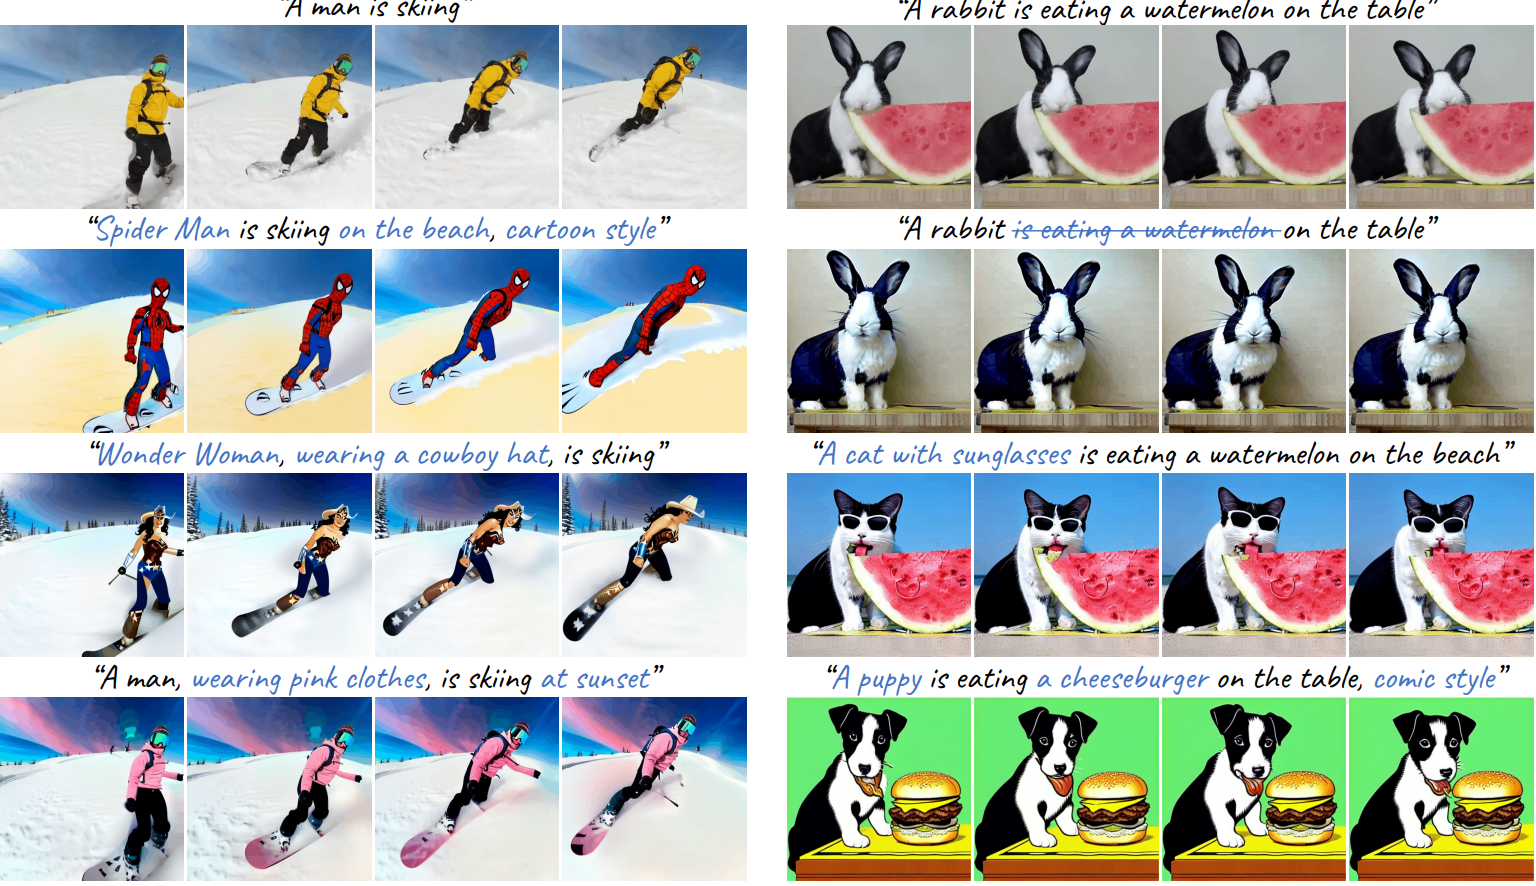 "A man is skiing"
"A rabbit is eating a watermelon on the table"
"Spider Man is skiing on the beach, cartoon style"
"A rabbit is eating a watermelon on the table"
"Wonder Woman, wearing a cowboy hat, is skiing"
"A cat with sunglasses is eating a watermelon on the beach"
"A man, wearing pink clothes, is skiing at sunset"
"A puppy is eating a cheeseburger on the table, comic style"